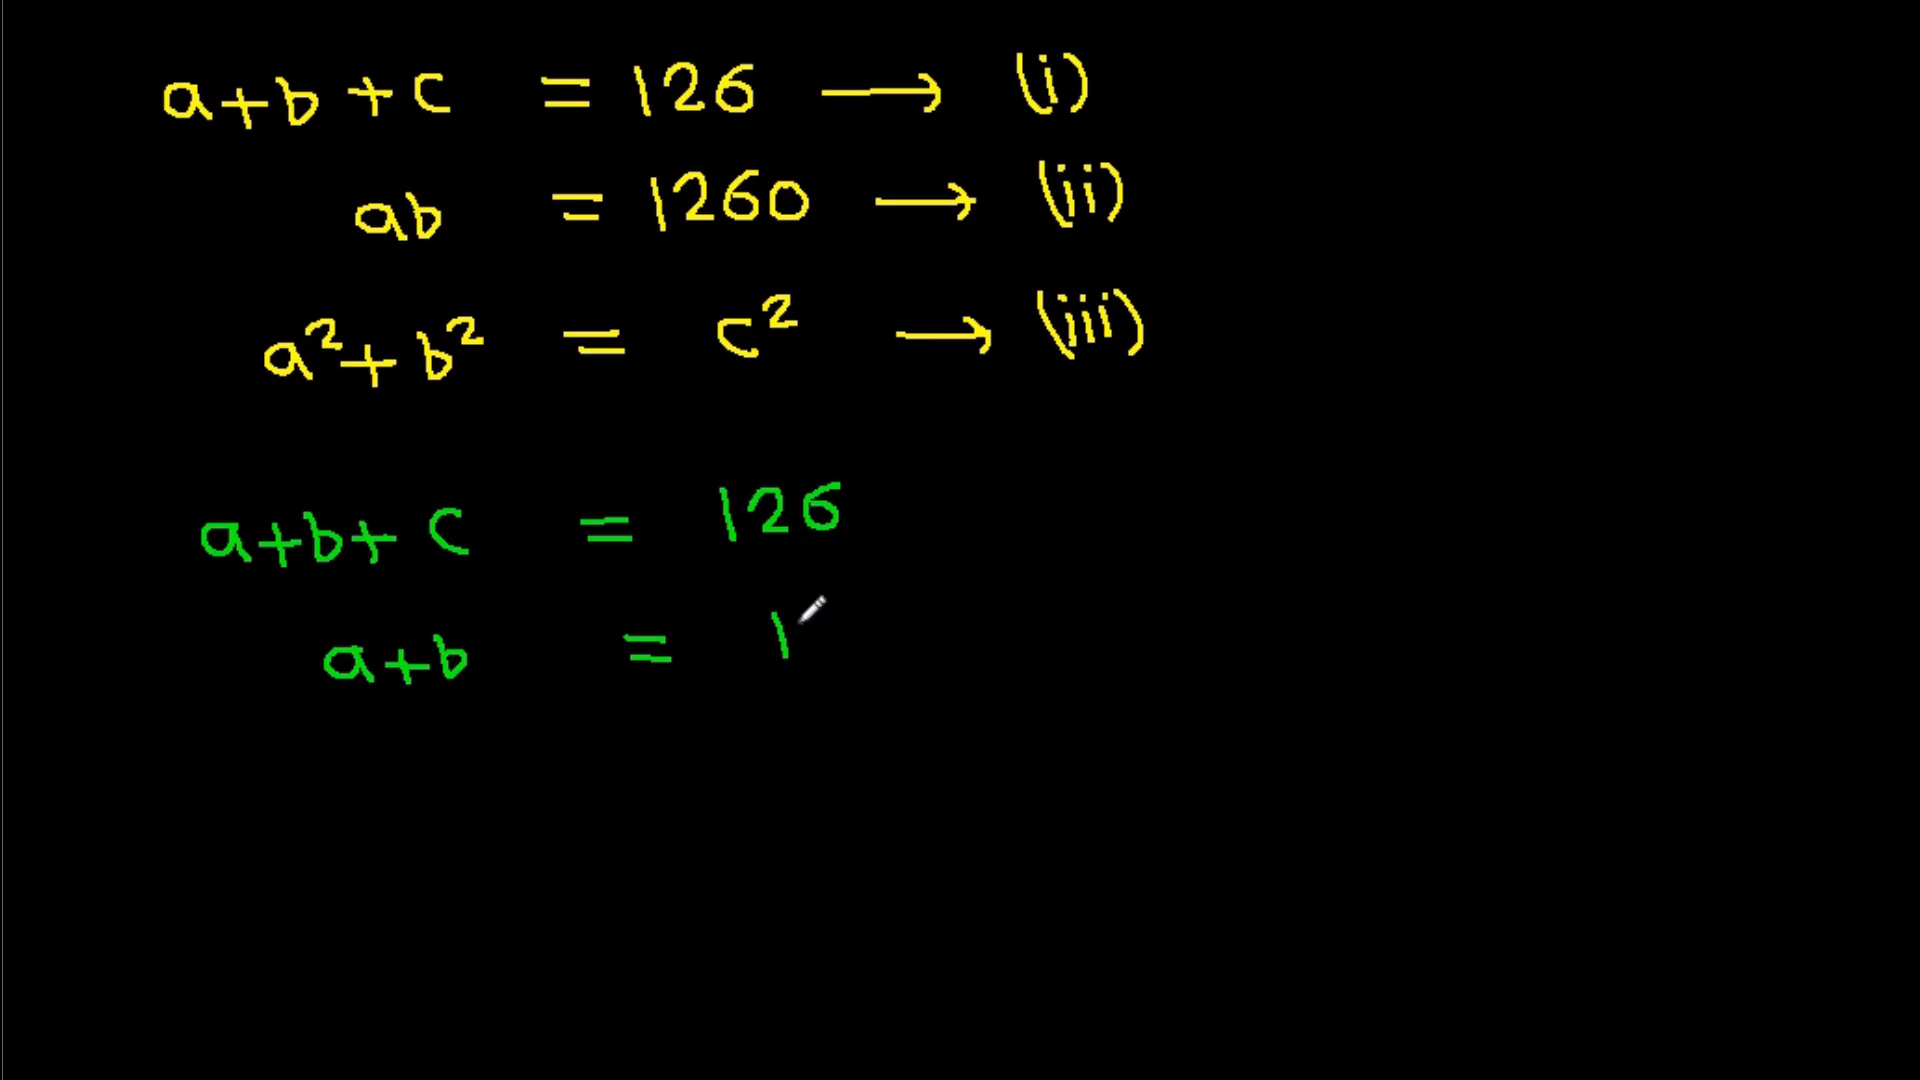 a+b+c = 126 → (i)
ab = 1260 → (ii)
a²+b² = c² → (iii)
a+b+c = 126
a+b = 1